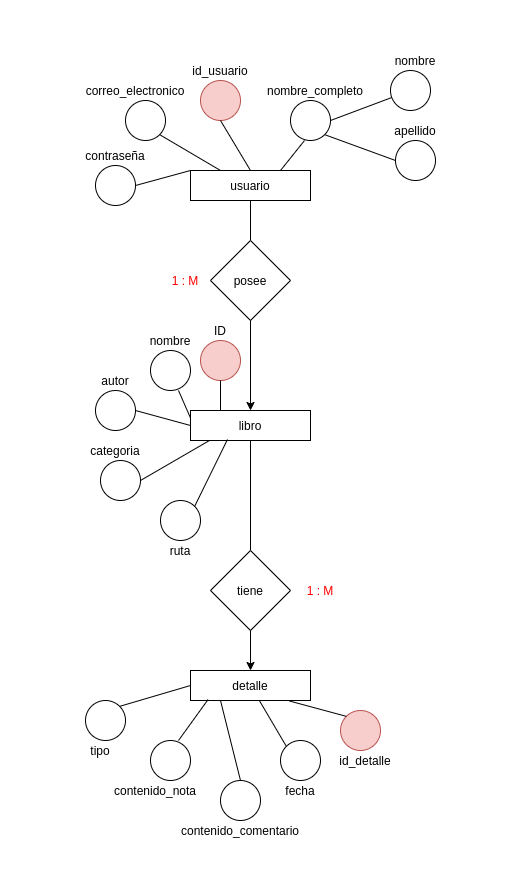 nombre
id_usuario
correo_electronico
nombre_completo
apellido
contraseña
usuario
1 : M
posee
ID
nombre
autor
libro
categoria
ruta
tiene
1 : M
detalle
tipo
id_detalle
contenido_nota
fecha
contenido_comentario